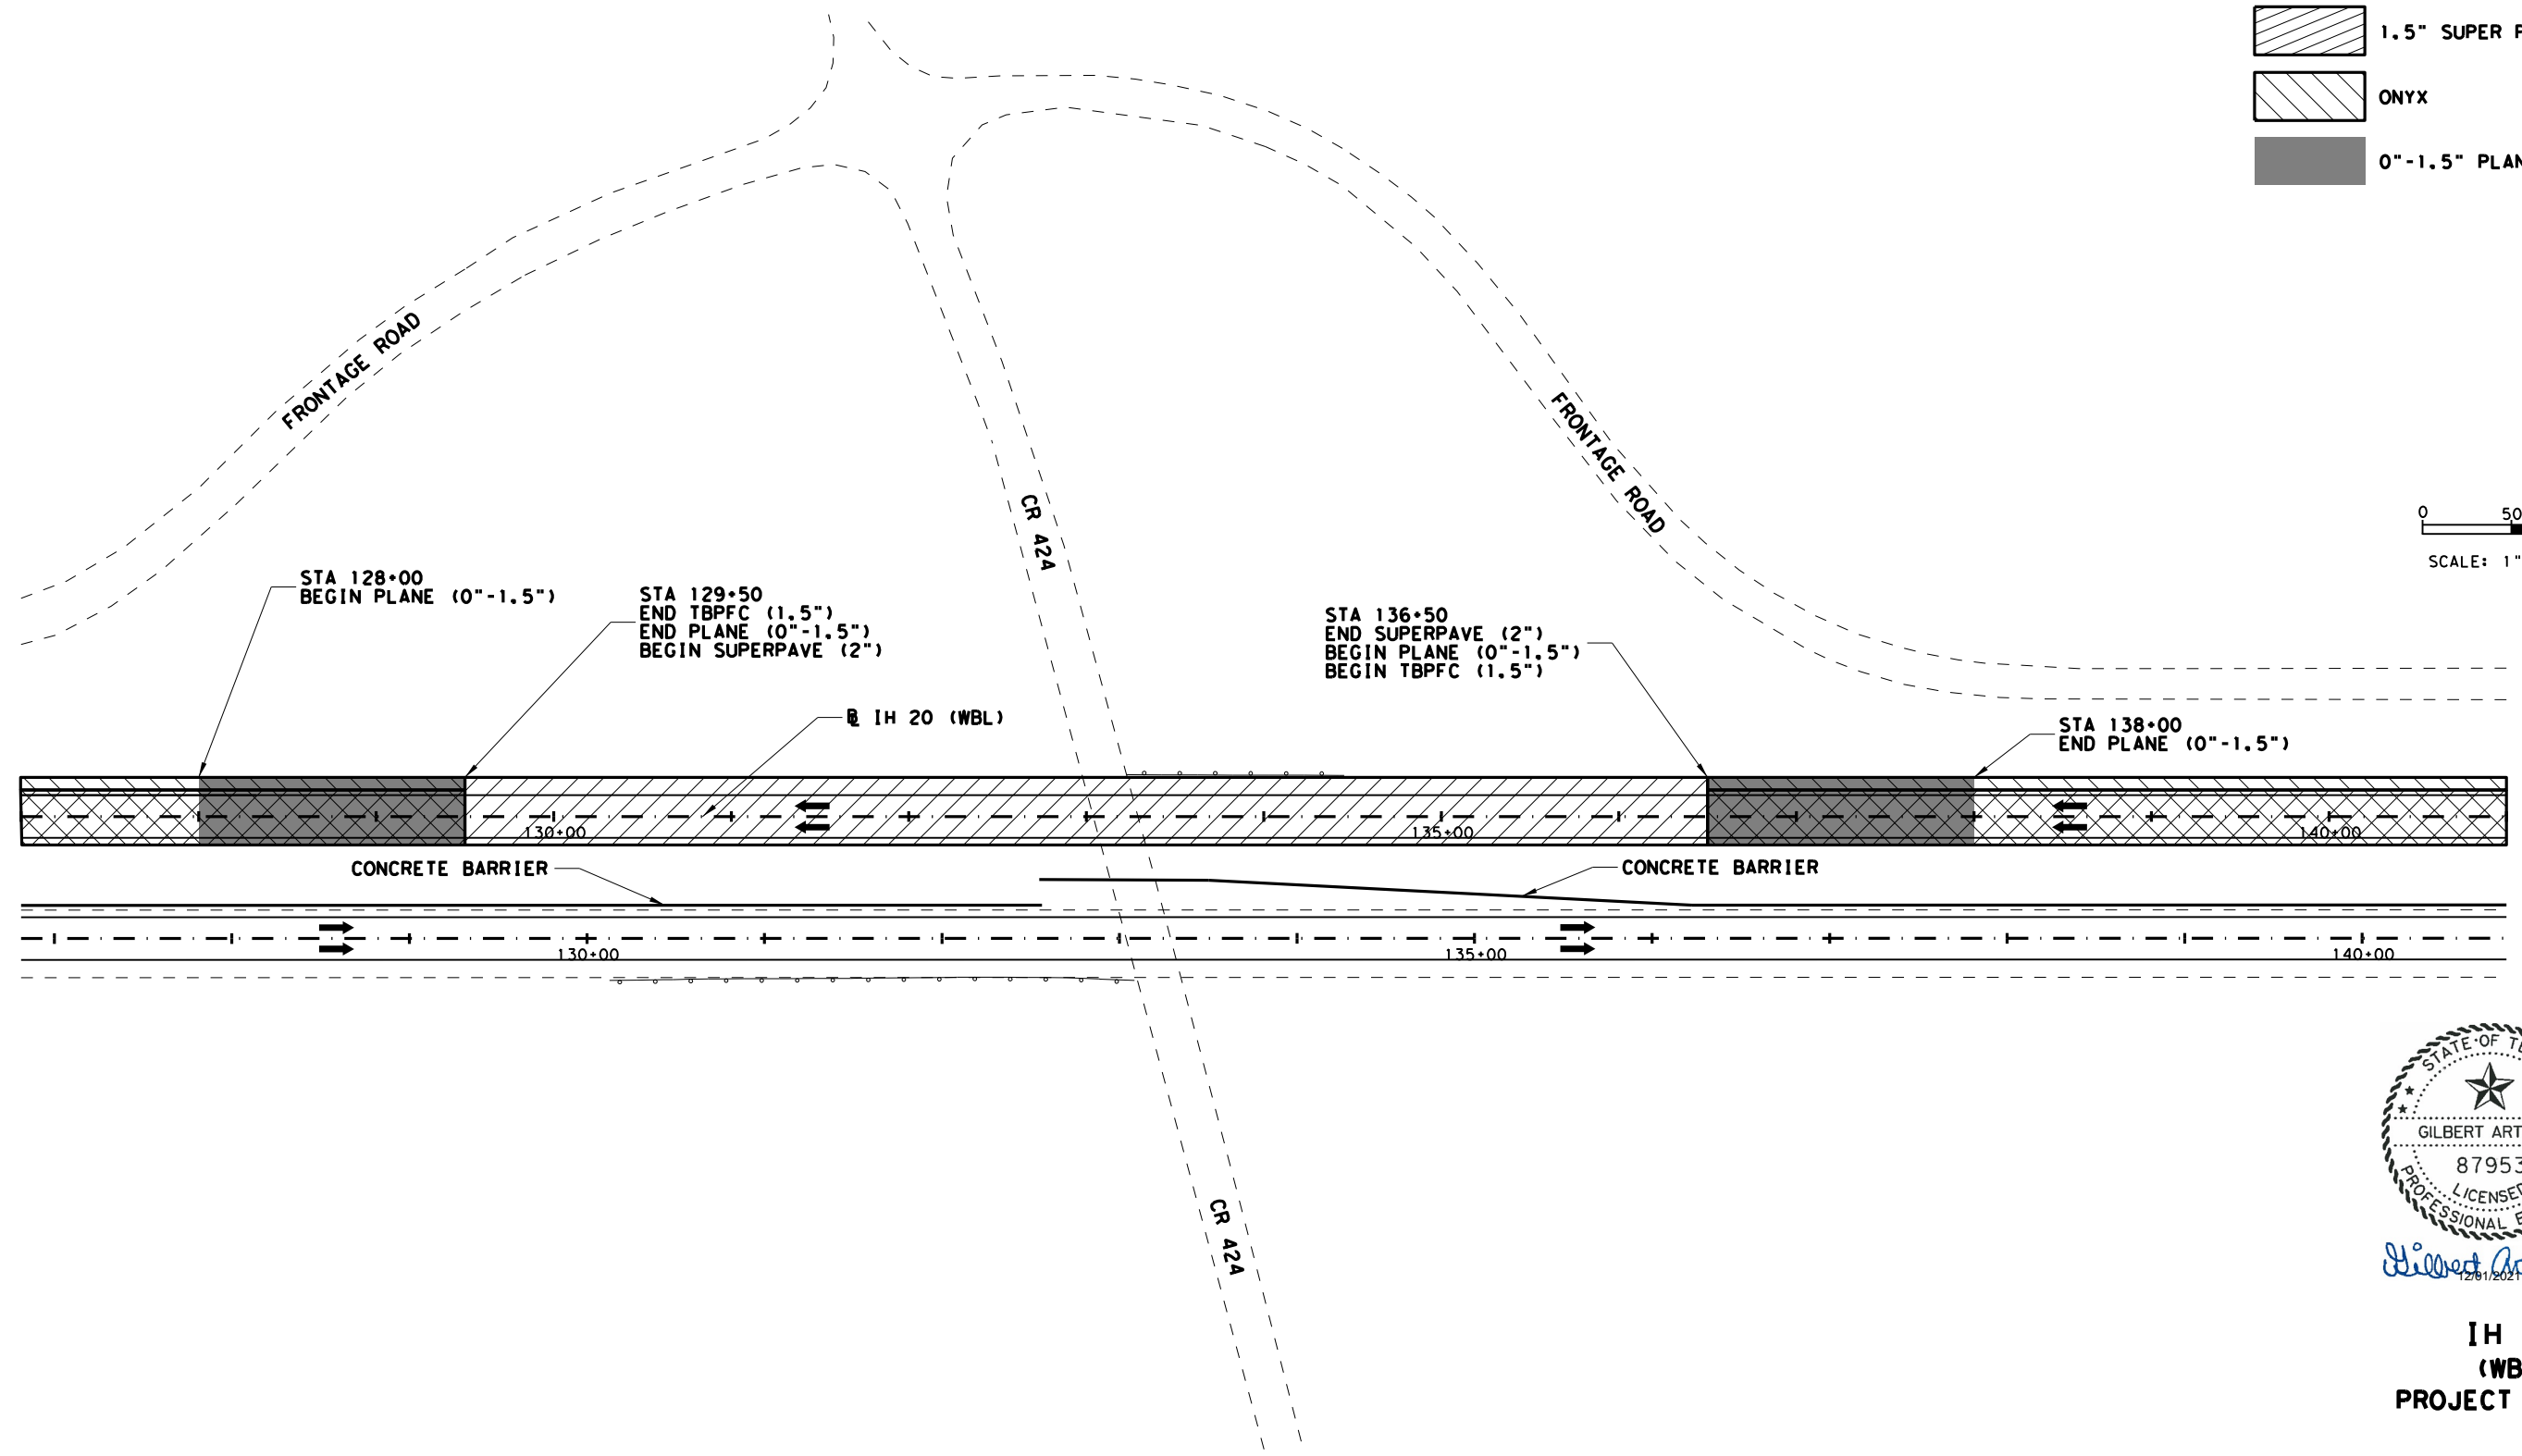 1.5" SUPER P
ONYX
0"-1.5" PLAN
FRONTAGE ROAD
FRONTAGE ROAD
CR 424
0 50
SCALE: 1"
STA 128+00
BEGIN PLANE (0"-1.5")
STA 129+50
END TBPFC (1.5")
END PLANE (0"-1.5")
BEGIN SUPERPAVE (2")
STA 136+50
END SUPERPAVE (2")
BEGIN PLANE (0"-1.5")
BEGIN TBPFC (1.5")
℄ IH 20 (WBL)
STA 138+00
END PLANE (0"-1.5")
130+00 135+00 140+00
CONCRETE BARRIER
CONCRETE BARRIER
130+00 135+00 140+00
CR 424
STATE OF TE
GILBERT ART
87953
LICENSED
PROFESSIONAL E
Gilbert Ar
12/01/2021
IH
(WB
PROJECT